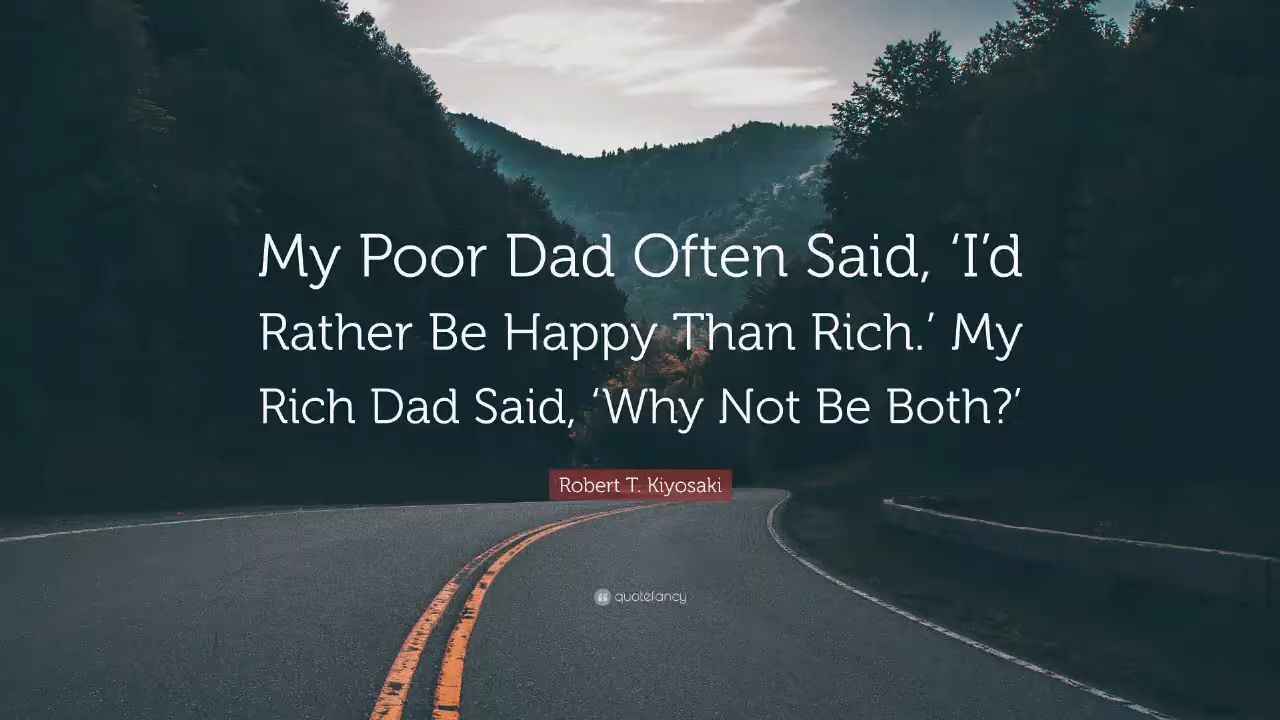 My Poor Dad Often Said, ‘I’d
Rather Be Happy Than Rich.’ My
Rich Dad Said, ‘Why Not Be Both?’
Robert T. Kiyosaki
quotefancy